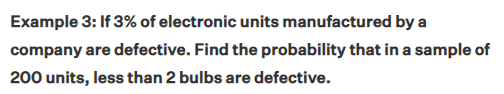 Example 3: If 3% of electronic units manufactured by a
company are defective. Find the probability that in a sample of
200 units, less than 2 bulbs are defective.